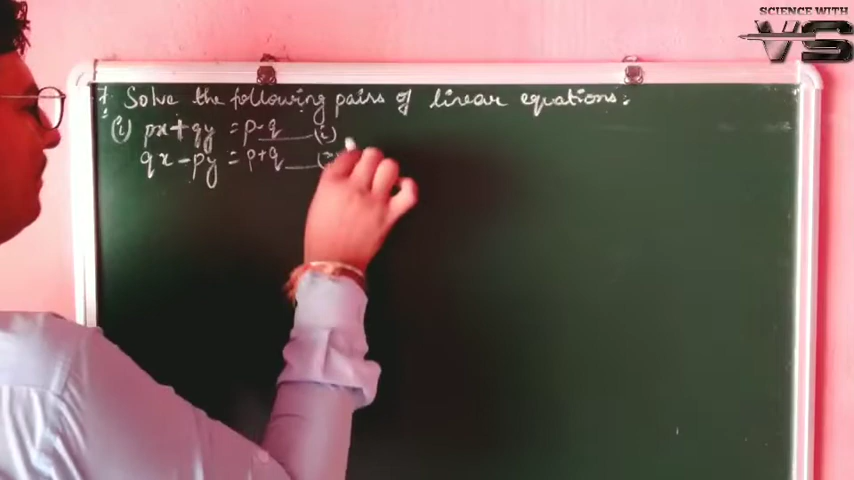 SCIENCE WITH
VS
7. Solve the following pairs of linear equations:
(i) px + qy = p - q ___(i)
qx - py = p + q ___